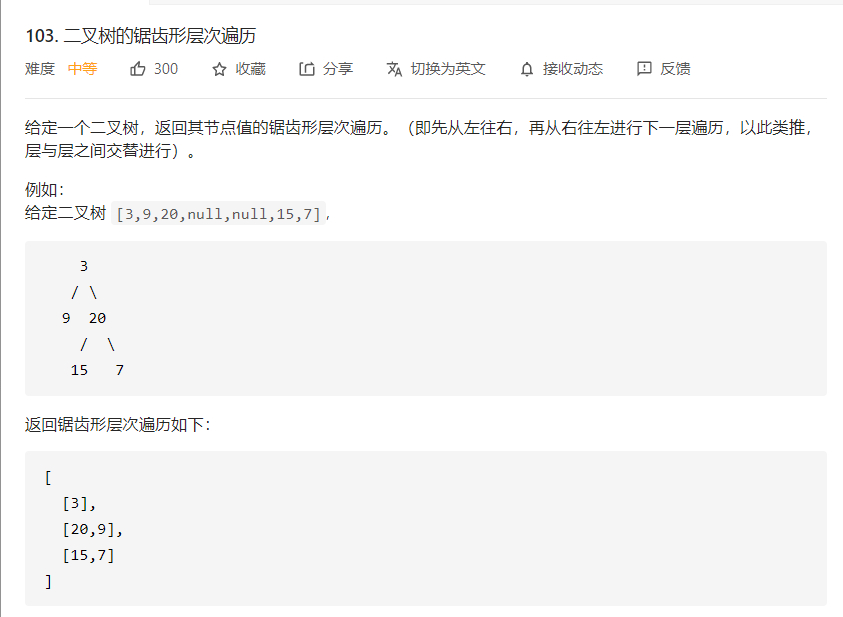 103. 二叉树的锯齿形层次遍历
难度 中等 300 收藏 分享 切换为英文 接收动态 反馈
给定一个二叉树，返回其节点值的锯齿形层次遍历。（即先从左往右，再从右往左进行下一层遍历，以此类推，
层与层之间交替进行）。
例如：
给定二叉树 [3,9,20,null,null,15,7],
3
/ \
9 20
/ \
15 7
返回锯齿形层次遍历如下：
[
[3],
[20,9],
[15,7]
]